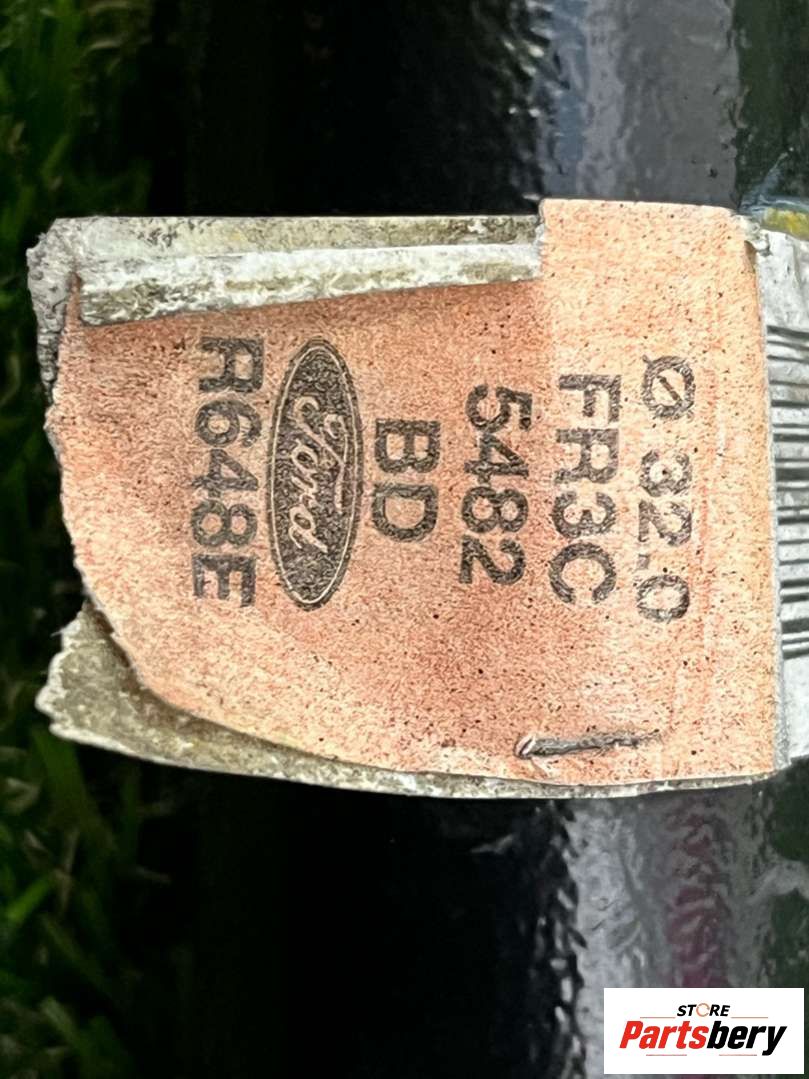 Ø 32.0
FR3C
5482
BD
Ford
R648E
STORE
Partsbery